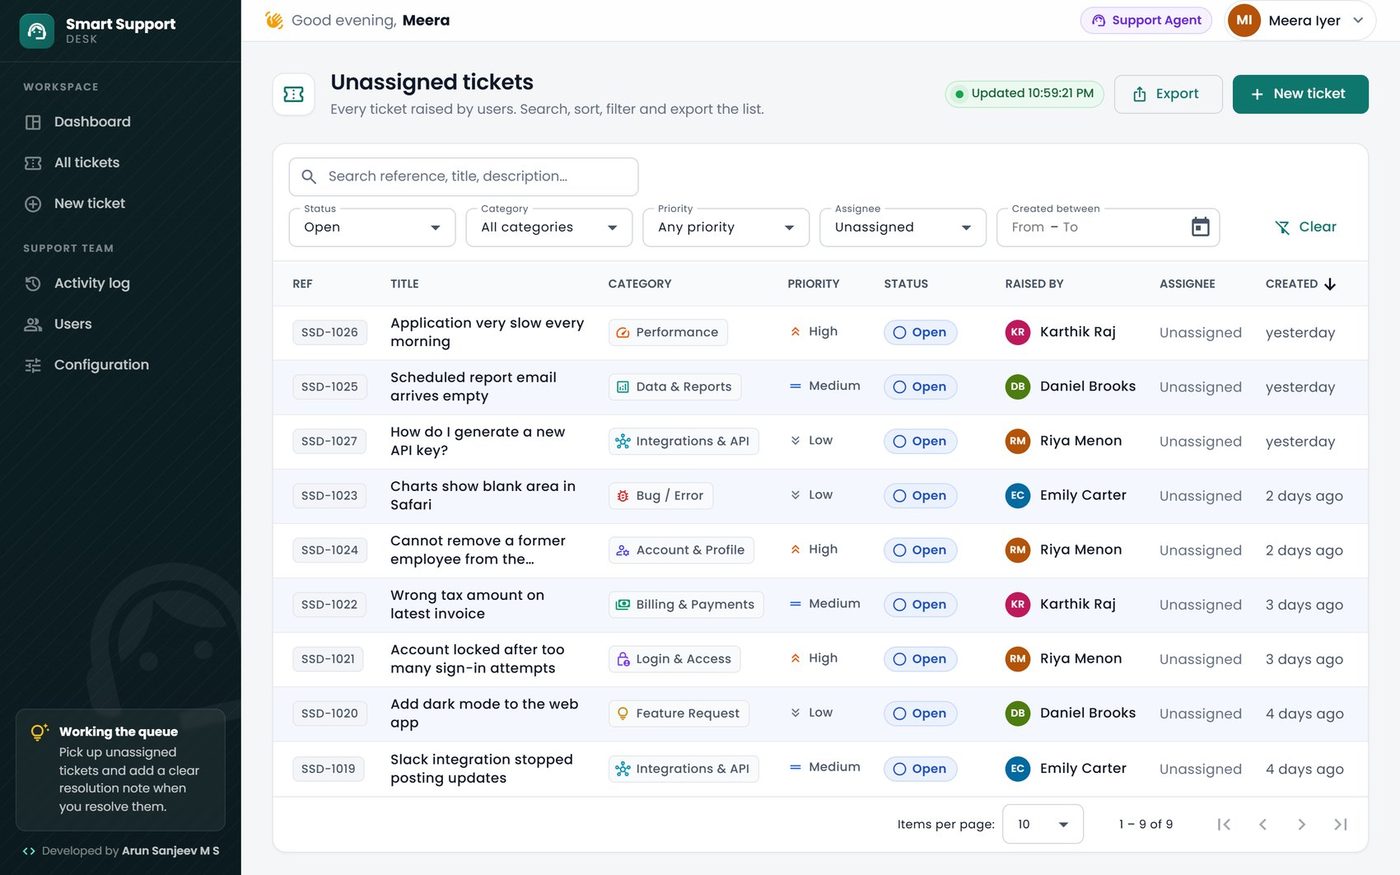 Smart Support
DESK
WORKSPACE
Dashboard
All tickets
New ticket
SUPPORT TEAM
Activity log
Users
Configuration
Working the queue
Pick up unassigned
tickets and add a clear
resolution note when
you resolve them.
Developed by Arun Sanjeev M S
Good evening, Meera
Support Agent
MI Meera Iyer
Unassigned tickets
Every ticket raised by users. Search, sort, filter and export the list.
Updated 10:59:21 PM
Export
New ticket
Search reference, title, description...
Status
Open
Category
All categories
Priority
Any priority
Assignee
Unassigned
Created between
From – To
Clear
REF TITLE CATEGORY PRIORITY STATUS RAISED BY ASSIGNEE CREATED
SSD-1026 Application very slow every morning Performance High Open KR Karthik Raj Unassigned yesterday
SSD-1025 Scheduled report email arrives empty Data & Reports Medium Open DB Daniel Brooks Unassigned yesterday
SSD-1027 How do I generate a new API key? Integrations & API Low Open RM Riya Menon Unassigned yesterday
SSD-1023 Charts show blank area in Safari Bug / Error Low Open EC Emily Carter Unassigned 2 days ago
SSD-1024 Cannot remove a former employee from the... Account & Profile High Open RM Riya Menon Unassigned 2 days ago
SSD-1022 Wrong tax amount on latest invoice Billing & Payments Medium Open KR Karthik Raj Unassigned 3 days ago
SSD-1021 Account locked after too many sign-in attempts Login & Access High Open RM Riya Menon Unassigned 3 days ago
SSD-1020 Add dark mode to the web app Feature Request Low Open DB Daniel Brooks Unassigned 4 days ago
SSD-1019 Slack integration stopped posting updates Integrations & API Medium Open EC Emily Carter Unassigned 4 days ago
Items per page: 10 1 – 9 of 9